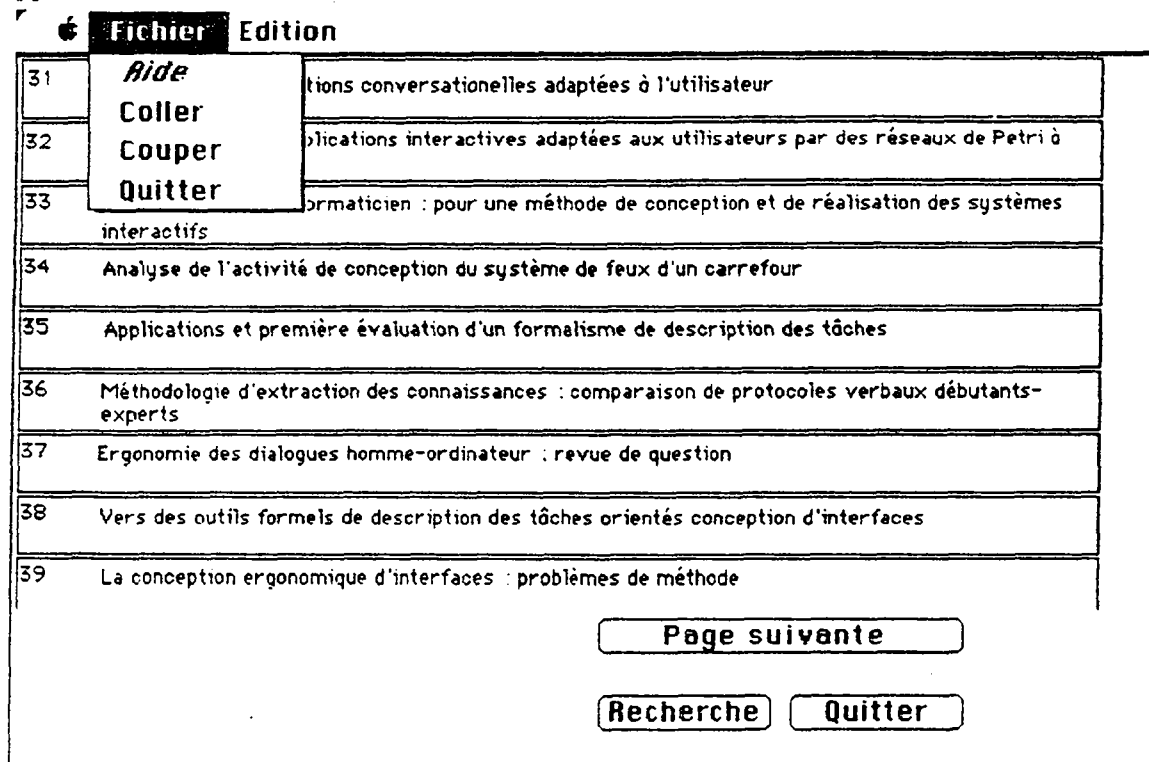 Fichier Edition
Aide
Coller
Couper
Quitter
31 tions conversationelles adaptées à l'utilisateur
32 plications interactives adaptées aux utilisateurs par des réseaux de Petri à
33 ormaticien : pour une méthode de conception et de réalisation des systèmes
interactifs
34 Analyse de l'activité de conception du système de feux d'un carrefour
35 Applications et première évaluation d'un formalisme de description des tâches
36 Méthodologie d'extraction des connaissances : comparaison de protocoles verbaux débutants-
experts
37 Ergonomie des dialogues homme-ordinateur : revue de question
38 Vers des outils formels de description des tâches orientés conception d'interfaces
39 La conception ergonomique d'interfaces : problèmes de méthode
Page suivante
Recherche Quitter